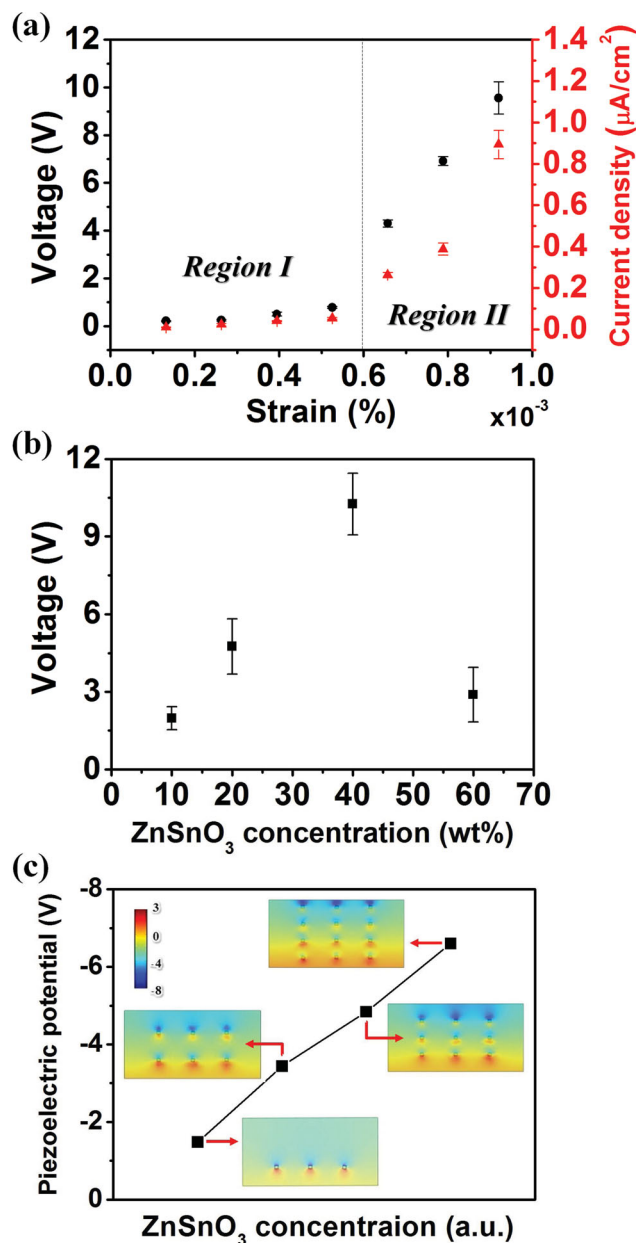 (a)
12
10
8
6
4
2
0
Voltage (V)
1.4
1.2
1.0
0.8
0.6
0.4
0.2
0.0
Current density (μA/cm²)
Region I
Region II
0.0 0.2 0.4 0.6 0.8 1.0
Strain (%)
x10⁻³
(b)
12
9
6
3
0
Voltage (V)
0 10 20 30 40 50 60 70
ZnSnO₃ concentration (wt%)
(c)
-8
-6
-4
-2
0
Piezoelectric potential (V)
3
0
-4
-8
ZnSnO₃ concentraion (a.u.)